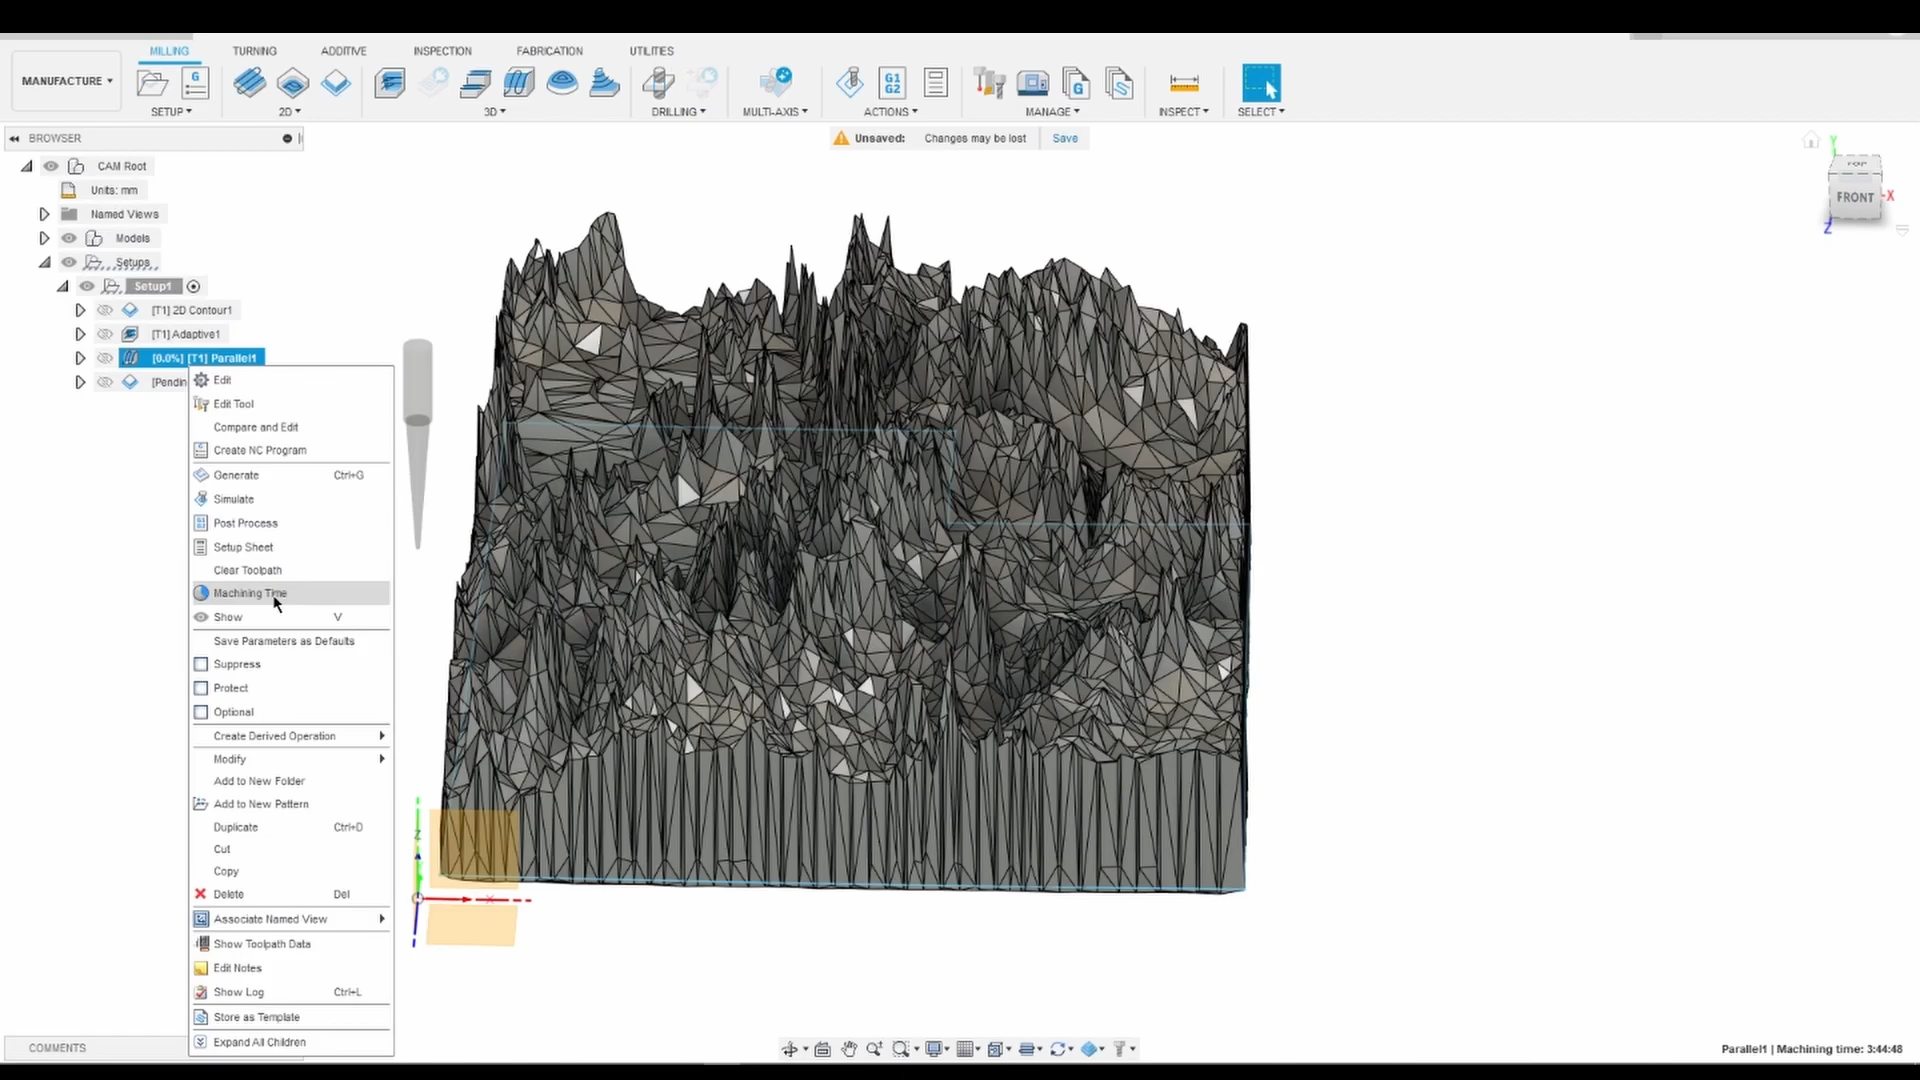 MILLING TURNING ADDITIVE INSPECTION FABRICATION UTILITIES
MANUFACTURE
G G1 G2 G
SETUP 2D 3D DRILLING MULTI-AXIS ACTIONS MANAGE INSPECT SELECT
BROWSER
Unsaved: Changes may be lost Save
CAM Root
Units: mm
Named Views
Models
Setups
Setup1
[T1] 2D Contour1
[T1] Adaptive1
[0.0%] [T1] Parallel1
[Pendin
Edit
Edit Tool
Compare and Edit
Create NC Program
Generate Ctrl+G
Simulate
Post Process
Setup Sheet
Clear Toolpath
Machining Time
Show V
Save Parameters as Defaults
Suppress
Protect
Optional
Create Derived Operation
Modify
Add to New Folder
Add to New Pattern
Duplicate Ctrl+D
Cut
Copy
Delete Del
Associate Named View
Show Toolpath Data
Edit Notes
Show Log Ctrl+L
Store as Template
Expand All Children
COMMENTS
Y
TOP
FRONT
X
Z
Z
X
Parallel1 | Machining time: 3:44:48